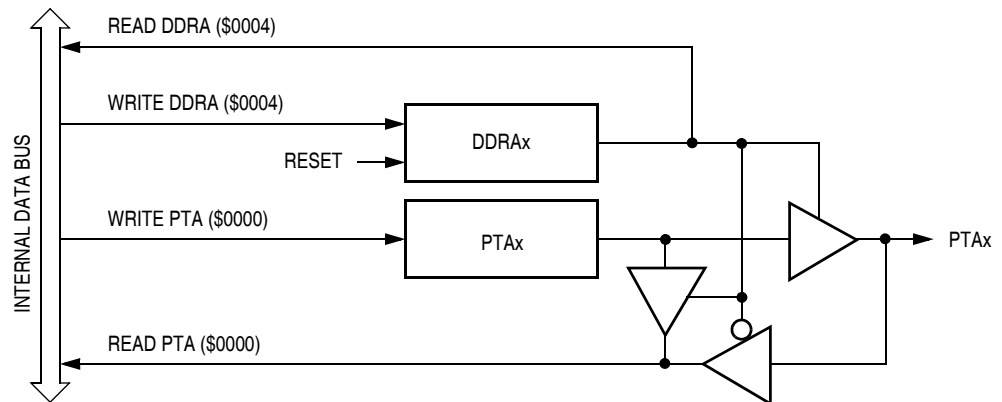 READ DDRA ($0004)
WRITE DDRA ($0004)
DDRAx
RESET
INTERNAL DATA BUS
WRITE PTA ($0000)
PTAx
PTAx
READ PTA ($0000)